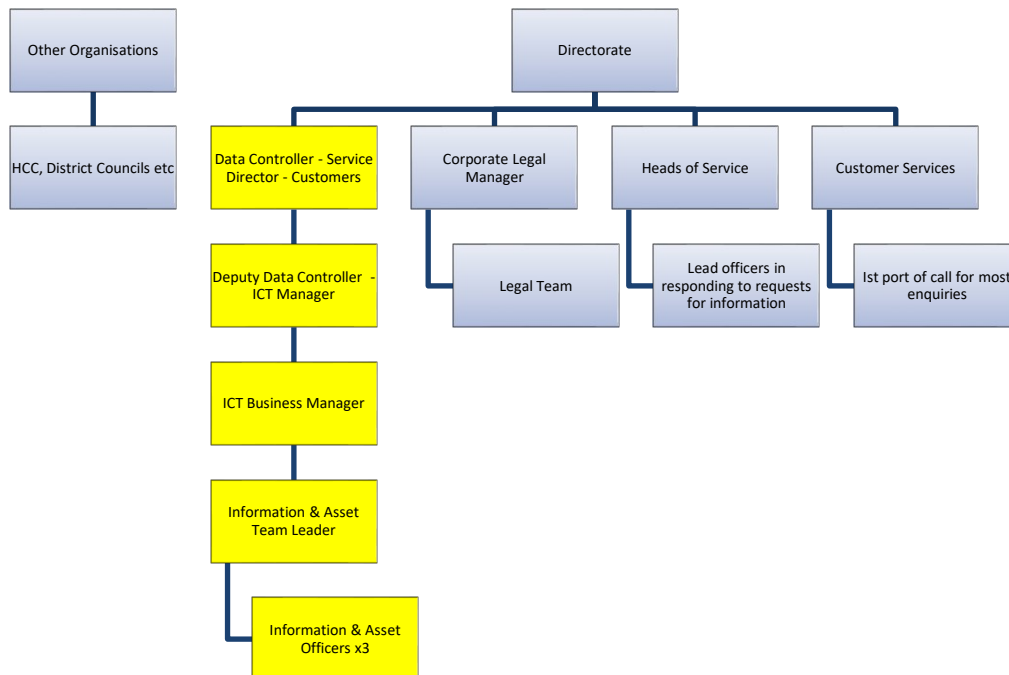 Other Organisations
Directorate
HCC, District Councils etc
Data Controller - Service
Director - Customers
Corporate Legal
Manager
Heads of Service
Customer Services
Deputy Data Controller -
ICT Manager
Legal Team
Lead officers in
responding to requests
for information
Ist port of call for most
enquiries
ICT Business Manager
Information & Asset
Team Leader
Information & Asset
Officers x3